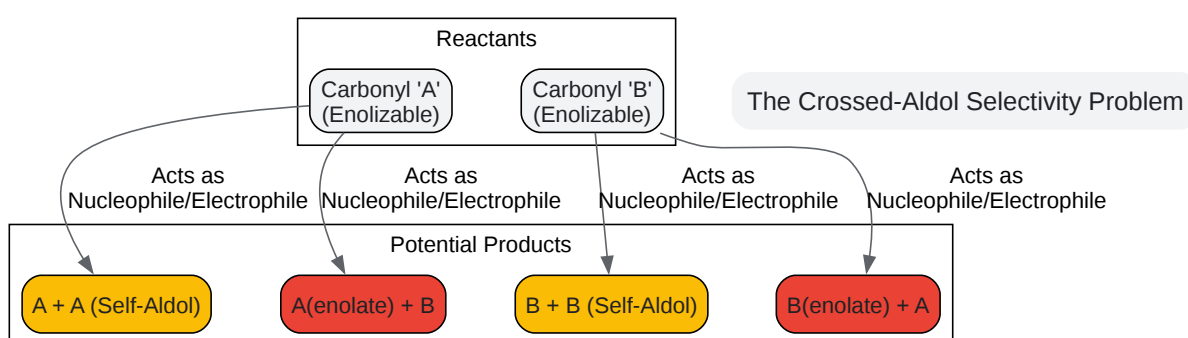 Reactants
Carbonyl 'A'
(Enolizable)
Carbonyl 'B'
(Enolizable)
The Crossed-Aldol Selectivity Problem
Acts as
Nucleophile/Electrophile
Acts as
Nucleophile/Electrophile
Acts as
Nucleophile/Electrophile
Acts as
Nucleophile/Electrophile
Potential Products
A + A (Self-Aldol)
A(enolate) + B
B + B (Self-Aldol)
B(enolate) + A